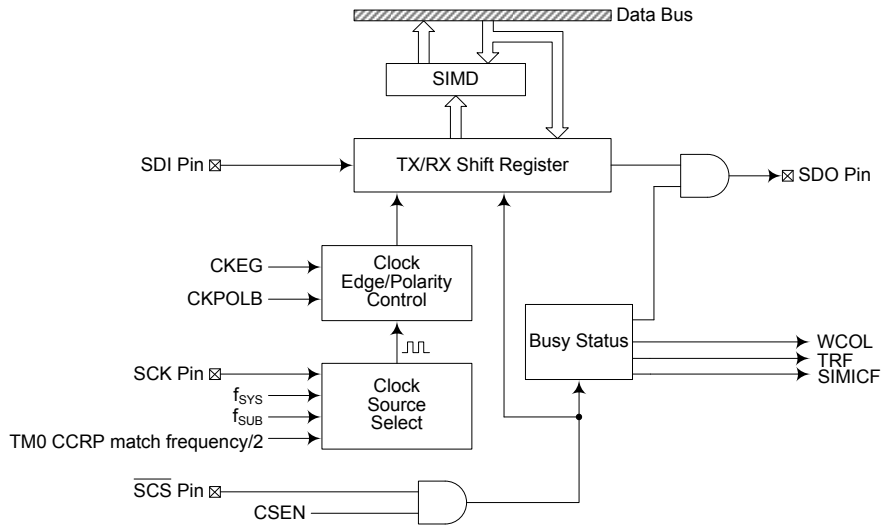 Data Bus
SIMD
SDI Pin
TX/RX Shift Register
SDO Pin
CKEG
CKPOLB
Clock
Edge/Polarity
Control
Busy Status
WCOL
TRF
SIMICF
SCK Pin
fSYS
fSUB
TM0 CCRP match frequency/2
Clock
Source
Select
SCS Pin
CSEN